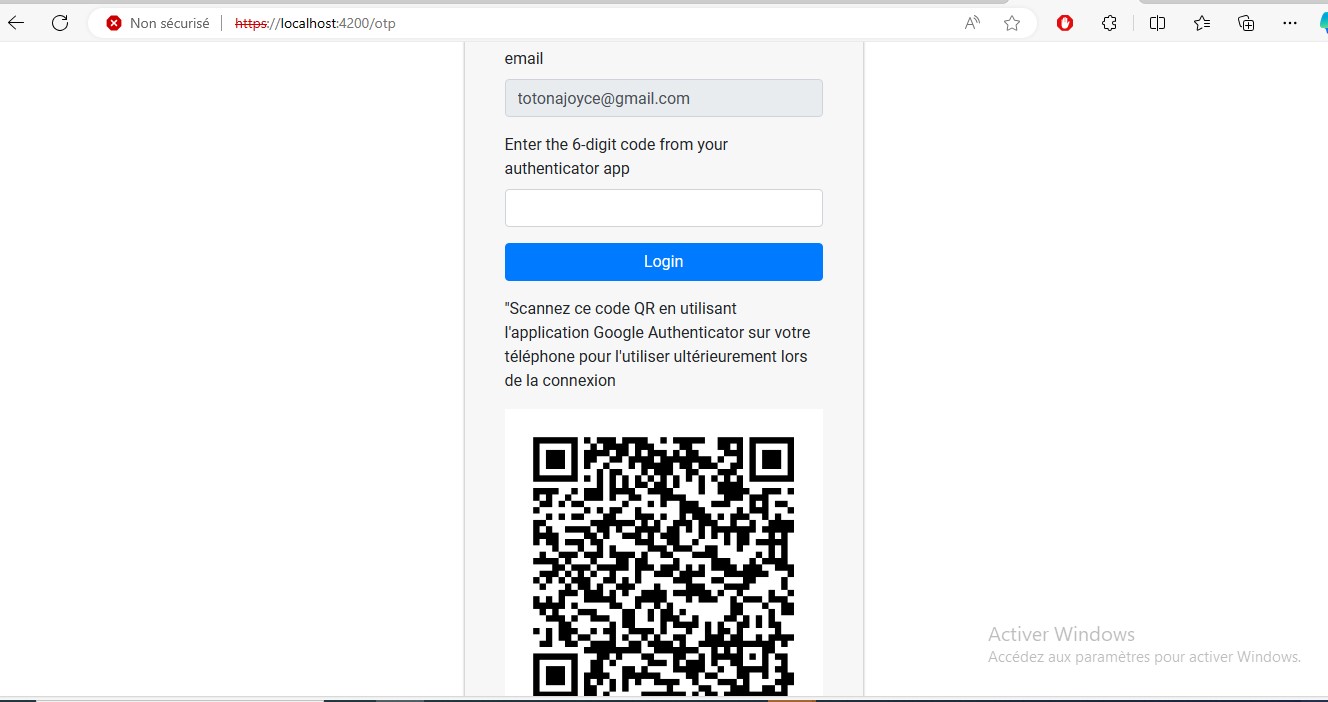 Non sécurisé
https://localhost:4200/otp
email
totonajoyce@gmail.com
Enter the 6-digit code from your
authenticator app
Login
"Scannez ce code QR en utilisant
l'application Google Authenticator sur votre
téléphone pour l'utiliser ultérieurement lors
de la connexion
Activer Windows
Accédez aux paramètres pour activer Windows.